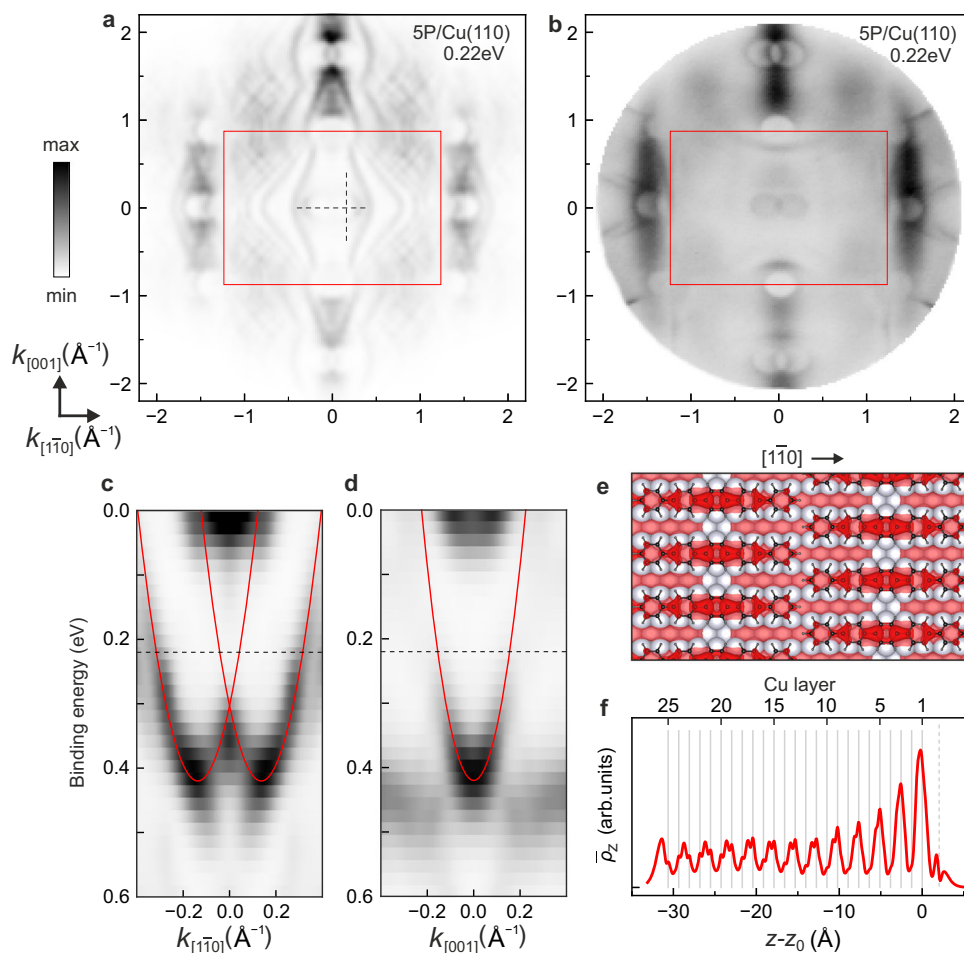 a
5P/Cu(110)
0.22eV
2
1
0
−1
−2
−2
−1
0
1
2
b
5P/Cu(110)
0.22eV
2
1
0
−1
−2
−2
−1
0
1
2
max
min
k[001](Å⁻¹)
k[11̄0](Å⁻¹)
c
0.0
0.2
0.4
0.6
Binding energy (eV)
−0.2
0.0
0.2
k[11̄0](Å⁻¹)
d
0.0
0.2
0.4
0.6
−0.2
0.0
0.2
k[001](Å⁻¹)
[11̄0]
e
Cu layer
f
25
20
15
10
5
1
ρ̄z (arb.units)
−30
−20
−10
0
z-z0 (Å)